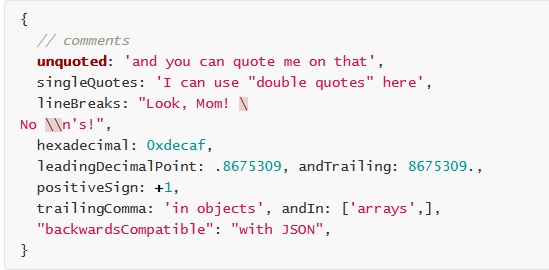 {
  // comments
  unquoted: 'and you can quote me on that',
  singleQuotes: 'I can use "double quotes" here',
  lineBreaks: "Look, Mom! \
No \\n's!",
  hexadecimal: 0xdecaf,
  leadingDecimalPoint: .8675309, andTrailing: 8675309.,
  positiveSign: +1,
  trailingComma: 'in objects', andIn: ['arrays',],
  "backwardsCompatible": "with JSON",
}